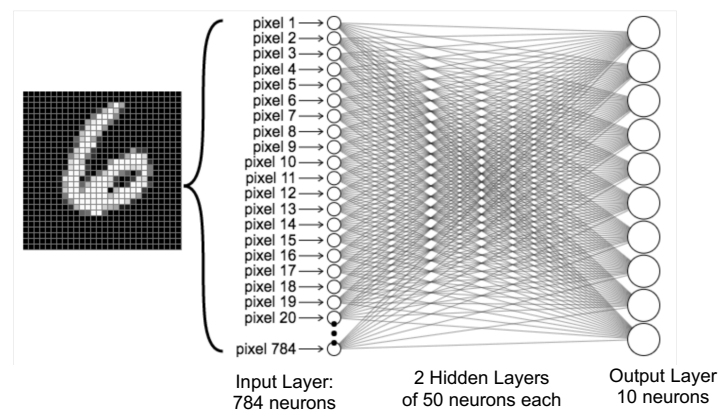 pixel 1
pixel 2
pixel 3
pixel 4
pixel 5
pixel 6
pixel 7
pixel 8
pixel 9
pixel 10
pixel 11
pixel 12
pixel 13
pixel 14
pixel 15
pixel 16
pixel 17
pixel 18
pixel 19
pixel 20
pixel 784
Input Layer:
784 neurons
2 Hidden Layers
of 50 neurons each
Output Layer
10 neurons